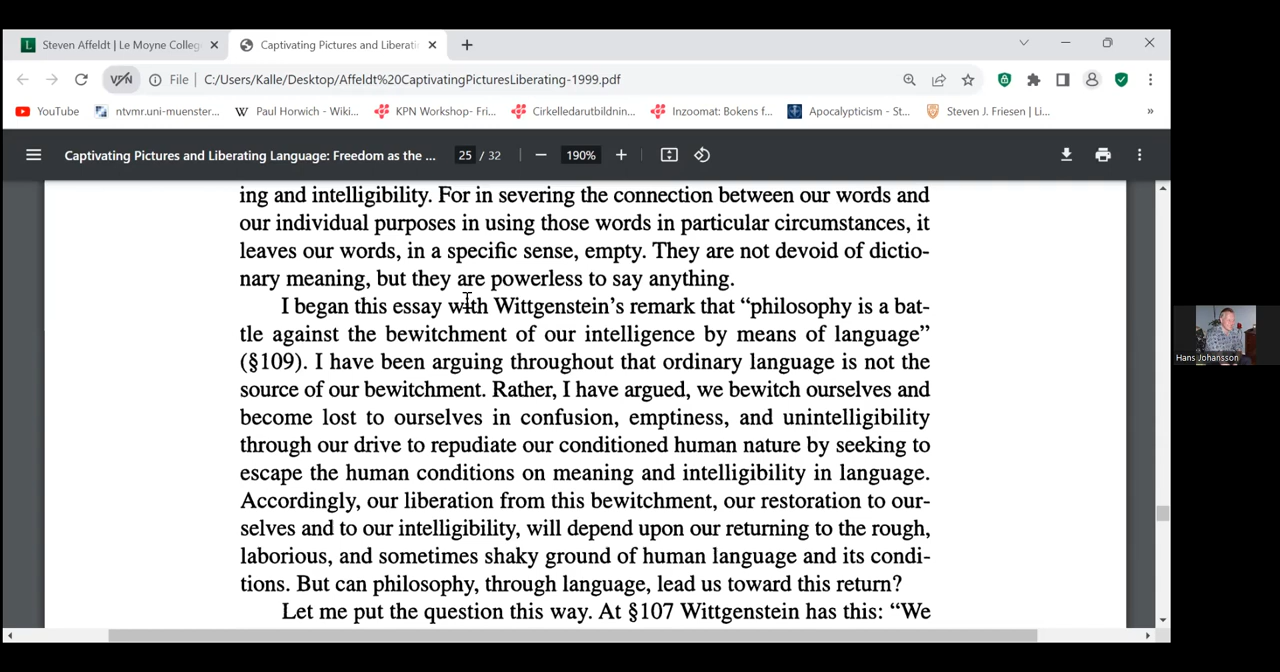 Steven Affeldt | Le Moyne Colleg
Captivating Pictures and Liberati
VPN
File
C:/Users/Kalle/Desktop/Affeldt%20CaptivatingPicturesLiberating-1999.pdf
YouTube
ntvmr.uni-muenster...
Paul Horwich - Wiki...
KPN Workshop- Fri...
Cirkelledarutbildnin...
Inzoomat: Bokens f...
Apocalypticism - St...
Steven J. Friesen | Li...
»
Captivating Pictures and Liberating Language: Freedom as the ...
25 / 32
190%
ing and intelligibility. For in severing the connection between our words and
our individual purposes in using those words in particular circumstances, it
leaves our words, in a specific sense, empty. They are not devoid of dictio-
nary meaning, but they are powerless to say anything.
I began this essay with Wittgenstein's remark that “philosophy is a bat-
tle against the bewitchment of our intelligence by means of language”
(§109). I have been arguing throughout that ordinary language is not the
source of our bewitchment. Rather, I have argued, we bewitch ourselves and
become lost to ourselves in confusion, emptiness, and unintelligibility
through our drive to repudiate our conditioned human nature by seeking to
escape the human conditions on meaning and intelligibility in language.
Accordingly, our liberation from this bewitchment, our restoration to our-
selves and to our intelligibility, will depend upon our returning to the rough,
laborious, and sometimes shaky ground of human language and its condi-
tions. But can philosophy, through language, lead us toward this return?
Let me put the question this way. At §107 Wittgenstein has this: “We
Hans Johansson